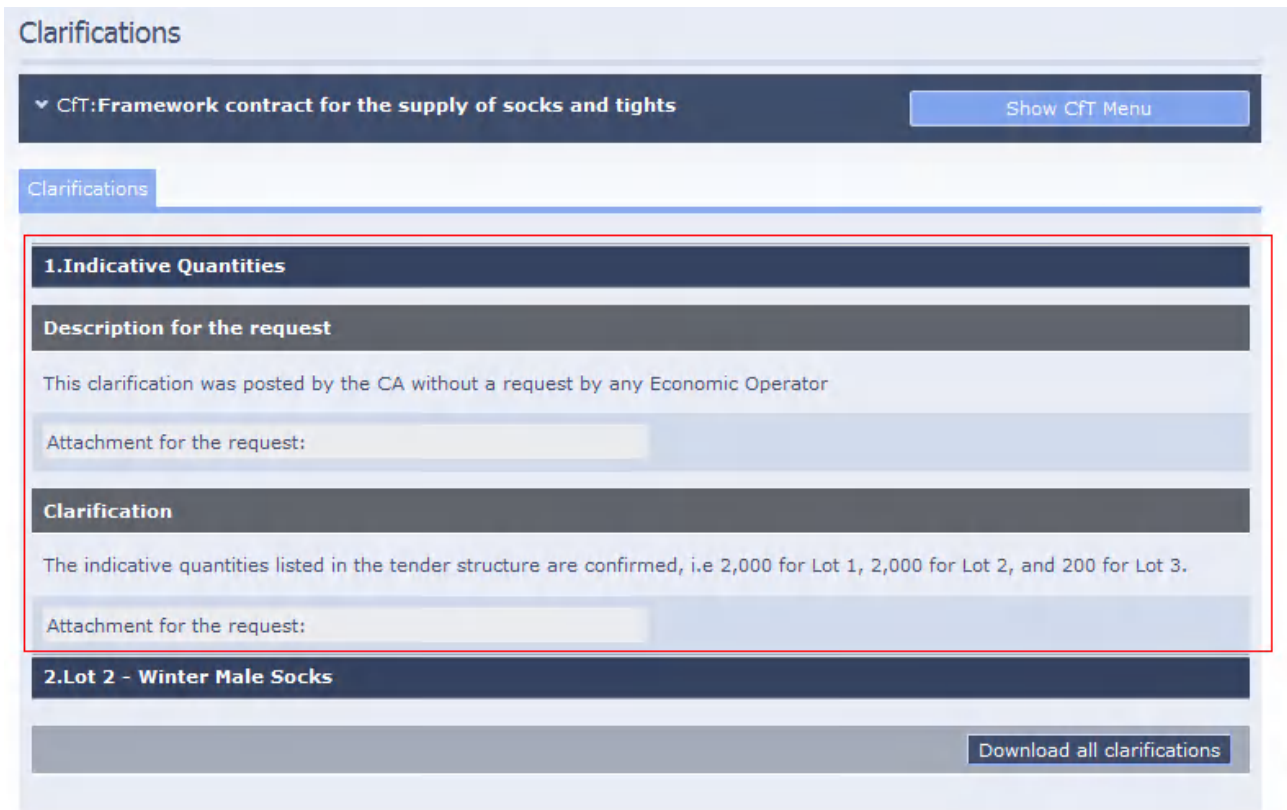 Clarifications
CfT:Framework contract for the supply of socks and tights
Show CfT Menu
Clarifications
1.Indicative Quantities
Description for the request
This clarification was posted by the CA without a request by any Economic Operator
Attachment for the request:
Clarification
The indicative quantities listed in the tender structure are confirmed, i.e 2,000 for Lot 1, 2,000 for Lot 2, and 200 for Lot 3.
Attachment for the request:
2.Lot 2 - Winter Male Socks
Download all clarifications